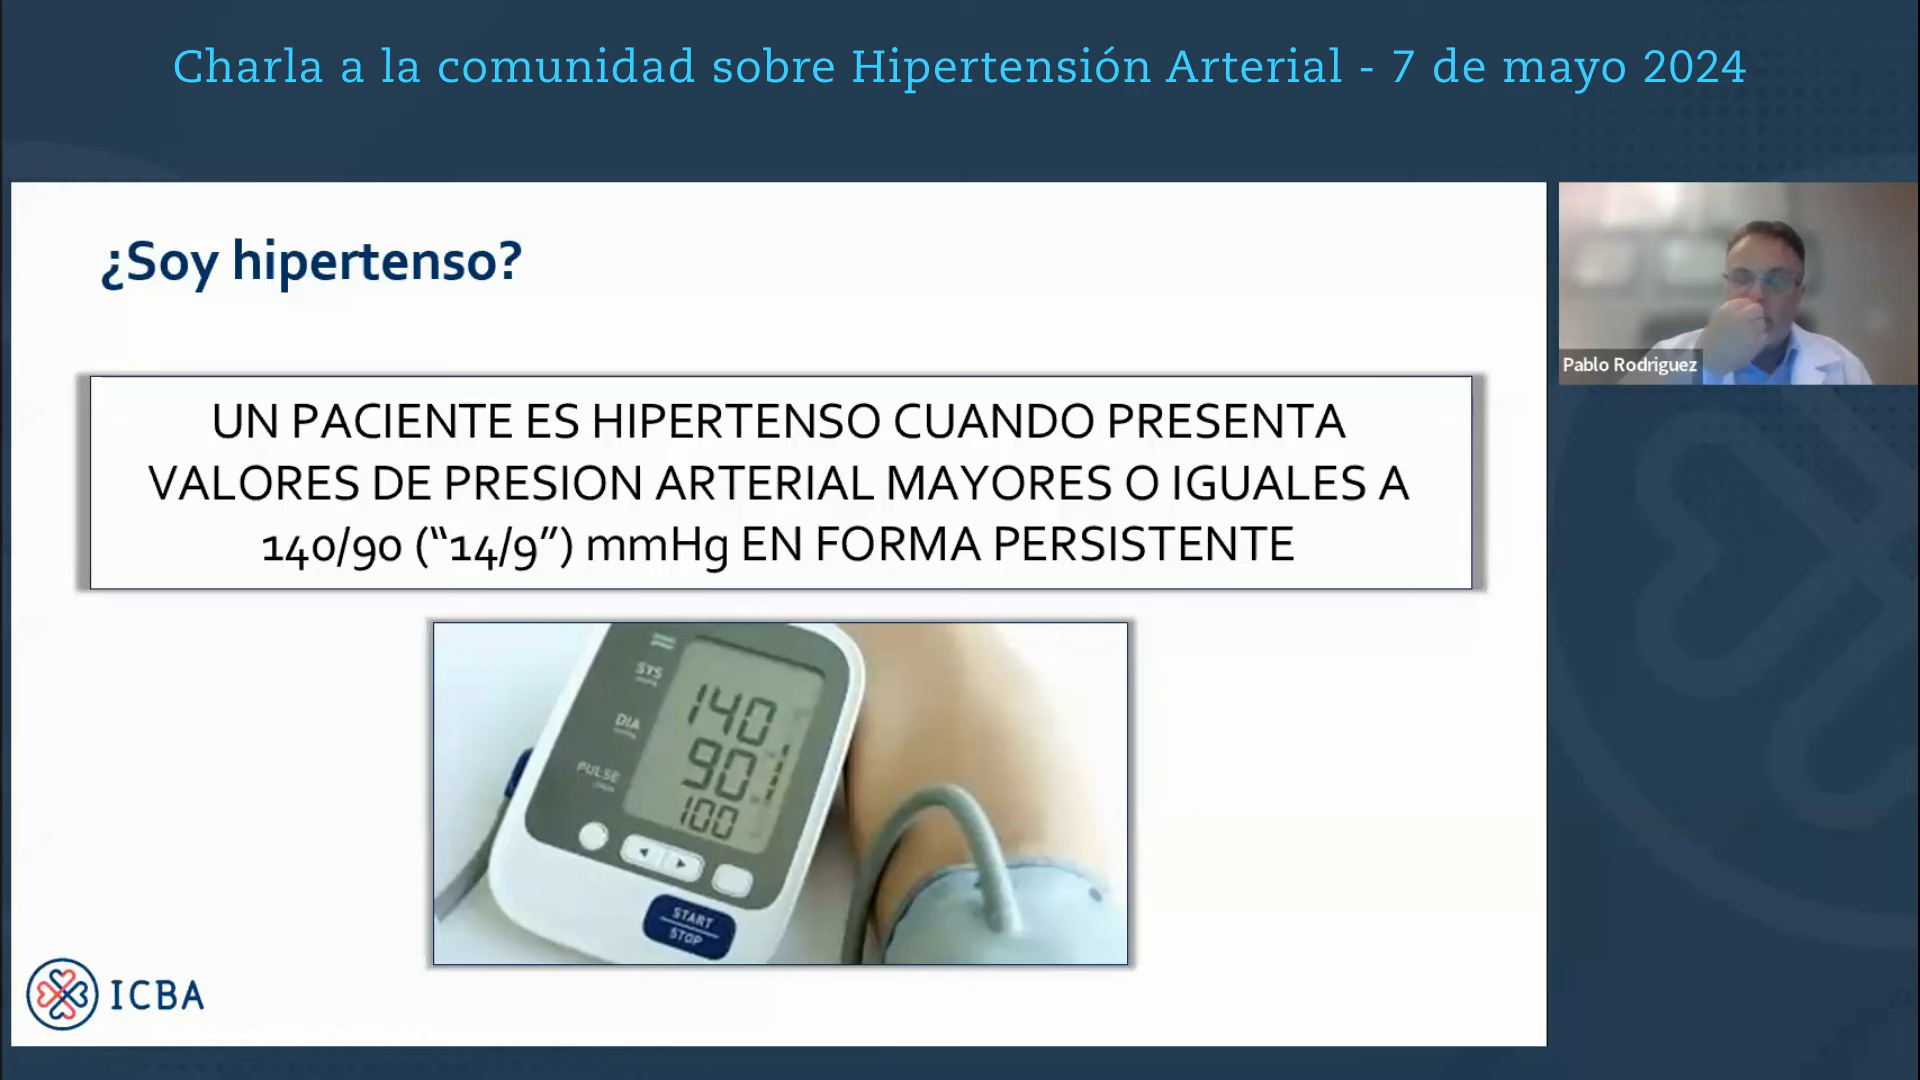 Charla a la comunidad sobre Hipertensión Arterial - 7 de mayo 2024
¿Soy hipertenso?
UN PACIENTE ES HIPERTENSO CUANDO PRESENTA
VALORES DE PRESION ARTERIAL MAYORES O IGUALES A
140/90 (“14/9”) mmHg EN FORMA PERSISTENTE
SYS
140
DIA
90
PULSE
100
START
STOP
ICBA
Pablo Rodriguez